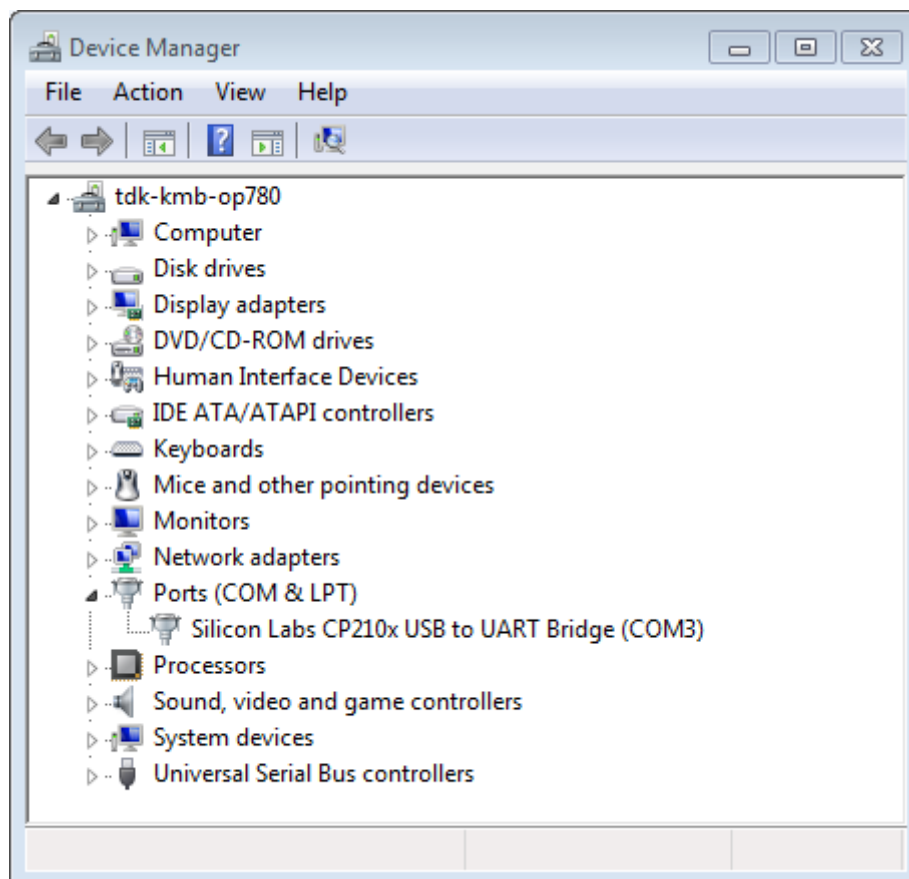 Device Manager
File Action View Help
?
tdk-kmb-op780
Computer
Disk drives
Display adapters
DVD/CD-ROM drives
Human Interface Devices
IDE ATA/ATAPI controllers
Keyboards
Mice and other pointing devices
Monitors
Network adapters
Ports (COM & LPT)
Silicon Labs CP210x USB to UART Bridge (COM3)
Processors
Sound, video and game controllers
System devices
Universal Serial Bus controllers